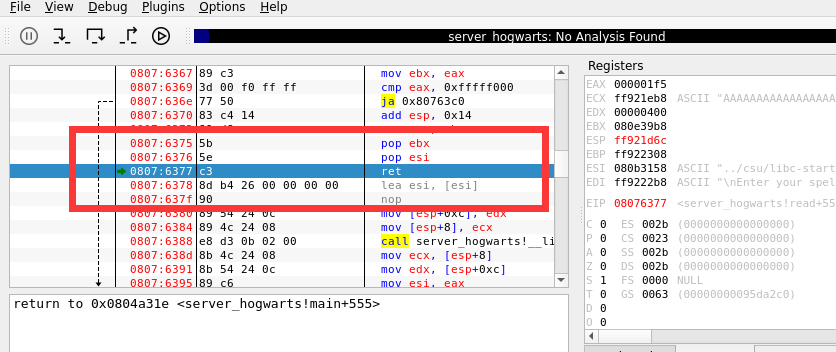 File View Debug Plugins Options Help
server_hogwarts: No Analysis Found
0807:6367 89 c3 mov ebx, eax
0807:6369 3d 00 f0 ff ff cmp eax, 0xfffff000
0807:636e 77 50 ja 0x80763c0
0807:6370 83 c4 14 add esp, 0x14
0807:6375 5b pop ebx
0807:6376 5e pop esi
0807:6377 c3 ret
0807:6378 8d b4 26 00 00 00 00 lea esi, [esi]
0807:637f 90 nop
0807:6380 89 54 24 0c mov [esp+0xc], edx
0807:6384 89 4c 24 08 mov [esp+8], ecx
0807:6388 e8 d3 0b 02 00 call server_hogwarts!__li
0807:638d 8b 4c 24 08 mov ecx, [esp+8]
0807:6391 8b 54 24 0c mov edx, [esp+0xc]
0807:6395 89 c6 mov esi, eax
return to 0x0804a31e <server_hogwarts!main+555>
Registers
EAX 000001f5
ECX ff921eb8 ASCII "AAAAAAAAAAAAAAAAA
EDX 00000400
EBX 080e39b8
ESP ff921d6c
EBP ff922308
ESI 080b3158 ASCII "../csu/libc-start
EDI ff9222b8 ASCII "\nEnter your spel
EIP 08076377 <server_hogwarts!read+55
C 0 ES 002b (0000000000000000)
P 0 CS 0023 (0000000000000000)
A 0 SS 002b (0000000000000000)
Z 0 DS 002b (0000000000000000)
S 1 FS 0000 NULL
T 0 GS 0063 (00000000095da2c0)
D 0
O 0